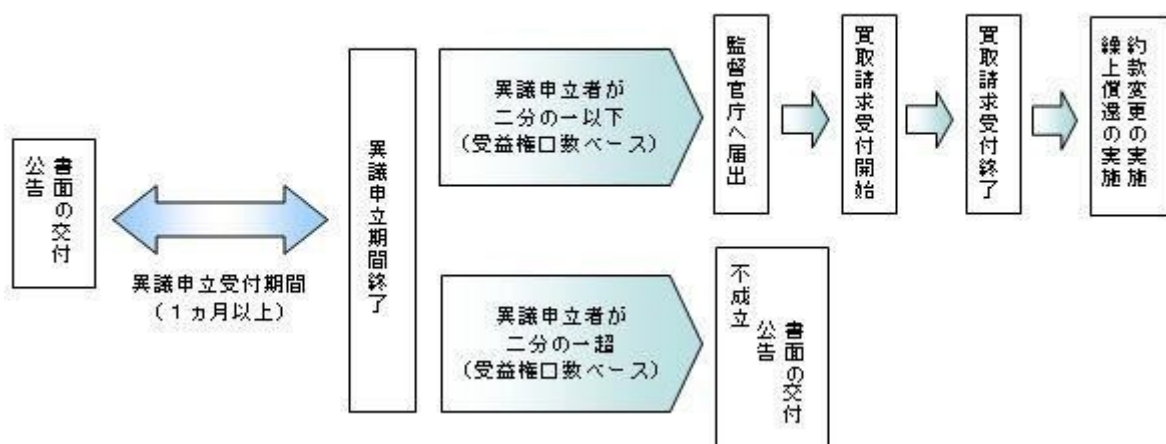 書面の交付
公告
異議申立受付期間
(1ヵ月以上)
異議申立期間終了
異議申立者が
二分の一以下
(受益権口数ベース)
監督官庁へ届出
買取請求受付開始
買取請求受付終了
約款変更の実施
繰上償還の実施
異議申立者が
二分の一超
(受益権口数ベース)
不成立
書面の交付
公告